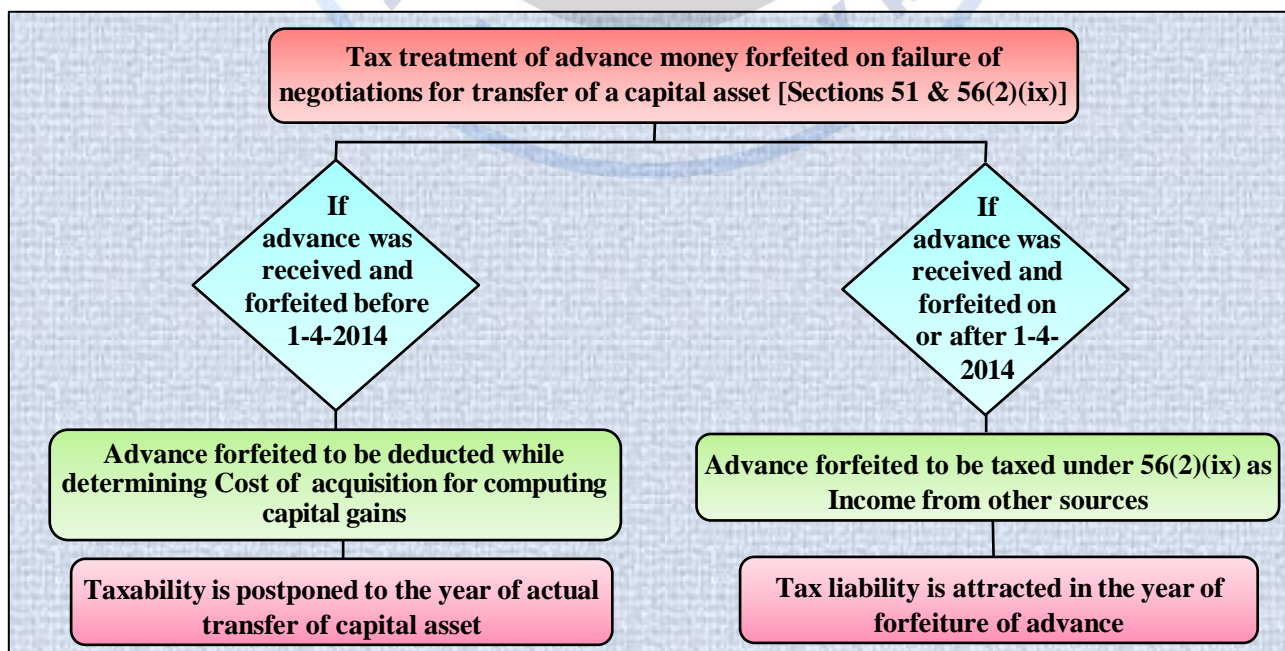 Tax treatment of advance money forfeited on failure of
negotiations for transfer of a capital asset [Sections 51 & 56(2)(ix)]
If
advance was
received and
forfeited before
1-4-2014
If
advance was
received and
forfeited on
or after 1-4-
2014
Advance forfeited to be deducted while
determining Cost of acquisition for computing
capital gains
Advance forfeited to be taxed under 56(2)(ix) as
Income from other sources
Taxability is postponed to the year of actual
transfer of capital asset
Tax liability is attracted in the year of
forfeiture of advance